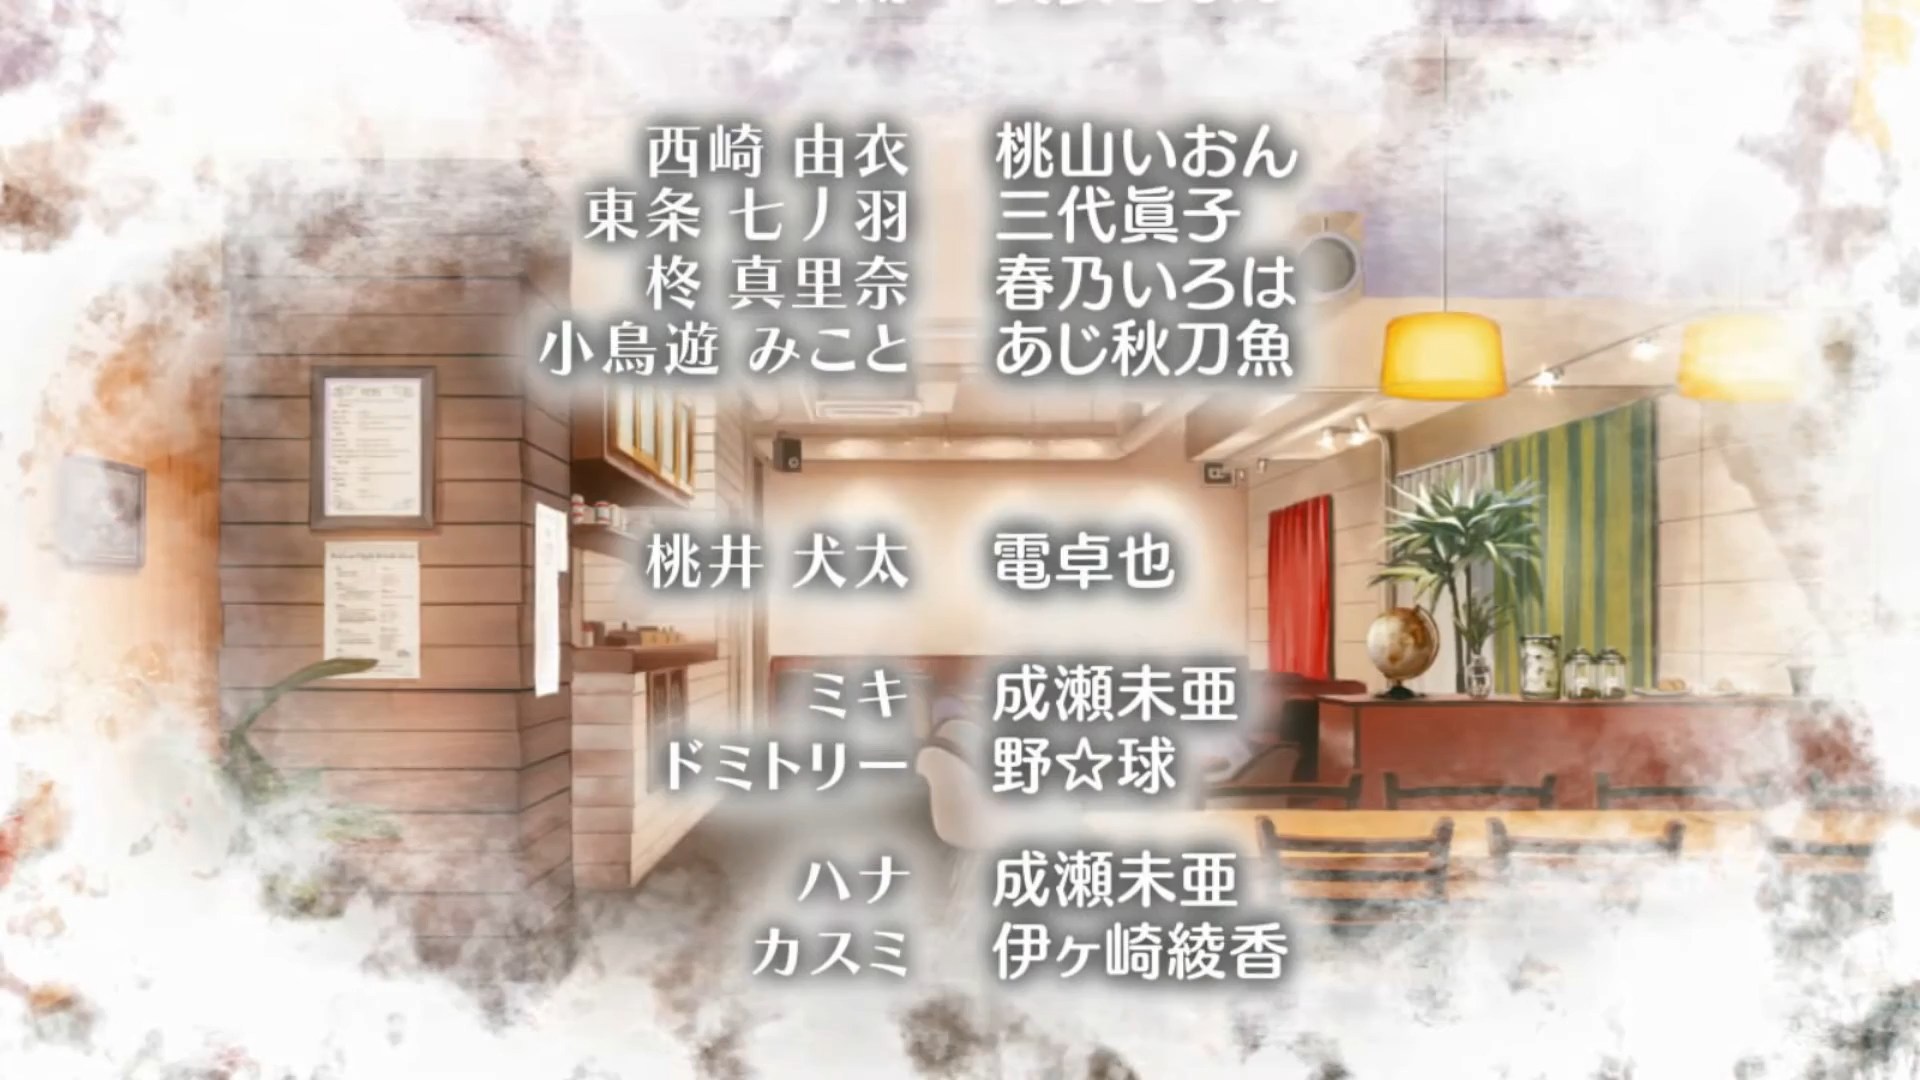 西崎 由衣 桃山いおん
東条 七ノ羽 三代眞子
柊 真里奈 春乃いろは
小鳥遊 みこと あじ秋刀魚
桃井 犬太 電卓也
ミキ 成瀬未亜
ドミトリー 野☆球
ハナ 成瀬未亜
カスミ 伊ヶ崎綾香